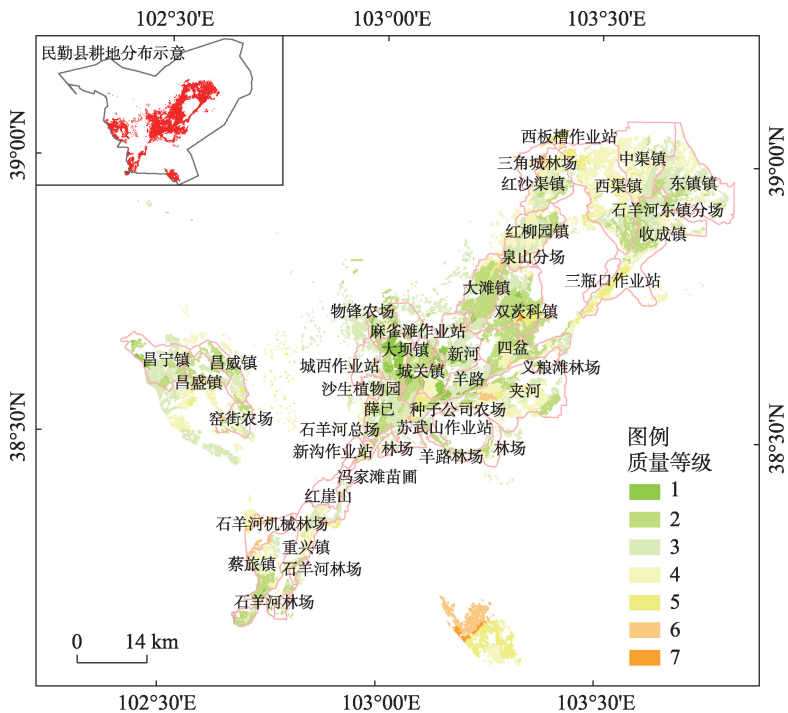 102°30'E
103°00'E
103°30'E
民勤县耕地分布示意
39°00'N
39°00'N
西板槽作业站
中渠镇
三角城林场
红沙渠镇
西渠镇
东镇镇
石羊河东镇分场
红柳园镇
收成镇
泉山分场
三瓶口作业站
大滩镇
物锋农场
双茨科镇
麻雀滩作业站
大坝镇
新河
四盆
昌宁镇
昌威镇
城西作业站
城关镇
义粮滩林场
昌盛镇
沙生植物园
羊路
夹河
薛已
种子公司农场
窑街农场
石羊河总场
苏武山作业站
38°30'N
38°30'N
新沟作业站
林场
羊路林场
林场
冯家滩苗圃
红崖山
石羊河机械林场
重兴镇
蔡旅镇
石羊河林场
石羊河林场
图例
质量等级
1
2
3
4
5
6
7
0
14 km
102°30'E
103°00'E
103°30'E